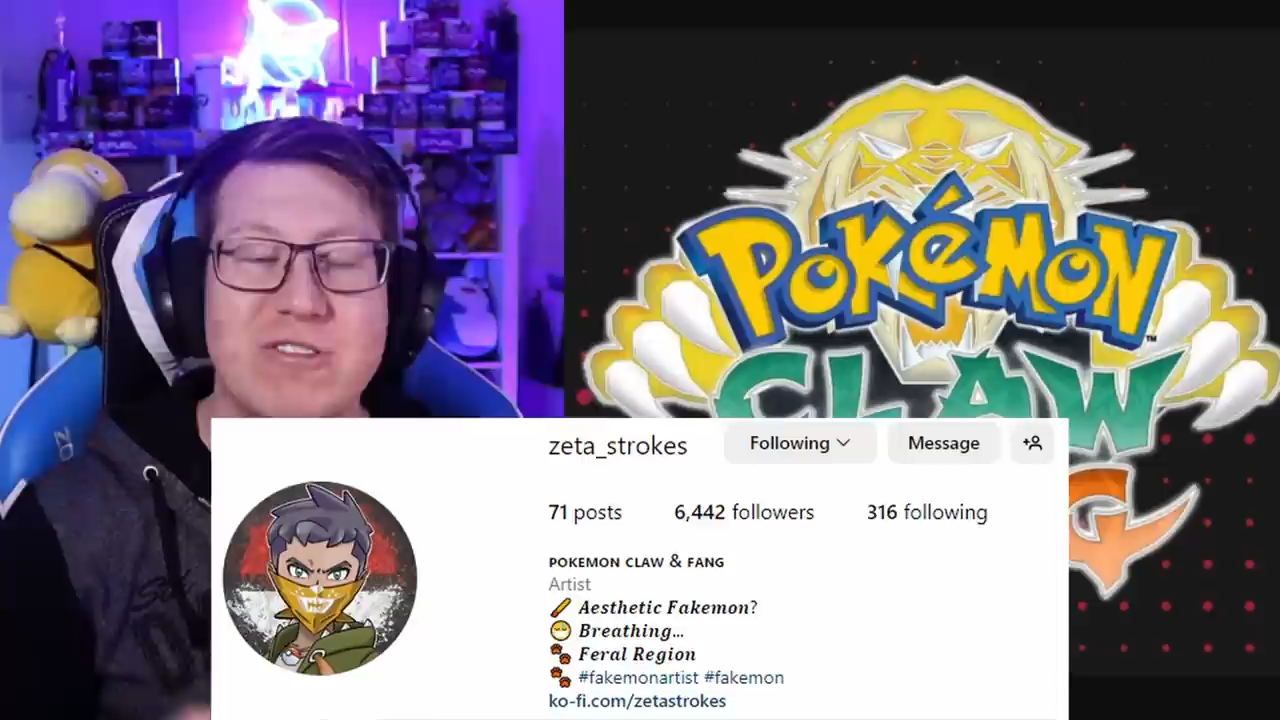 POKéMON
TM
CLAW
G
zeta_strokes
Following
Message
71 posts
6,442 followers
316 following
POKEMON CLAW & FANG
Artist
Aesthetic Fakemon?
Breathing...
Feral Region
#fakemonartist #fakemon
ko-fi.com/zetastrokes